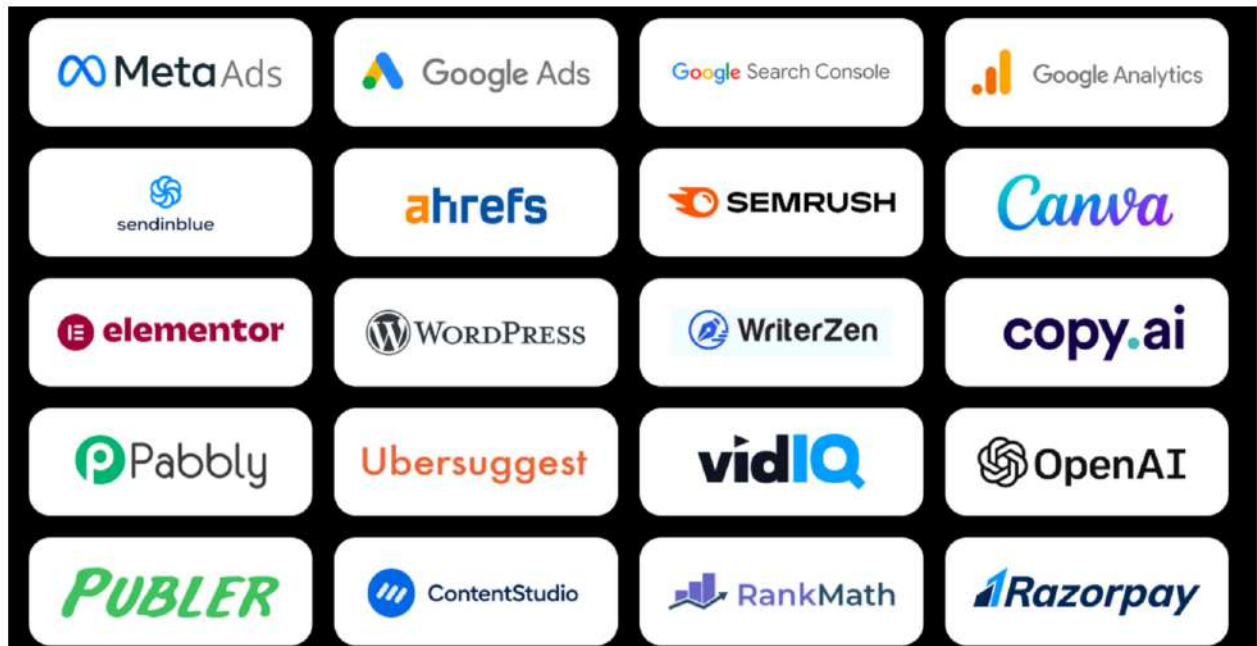 Meta Ads
Google Ads
Google Search Console
Google Analytics
sendinblue
ahrefs
SEMRUSH
Canva
elementor
WORDPRESS
WriterZen
copy.ai
Pabbly
Ubersuggest
vidIQ
OpenAI
PUBLER
ContentStudio
RankMath
Razorpay